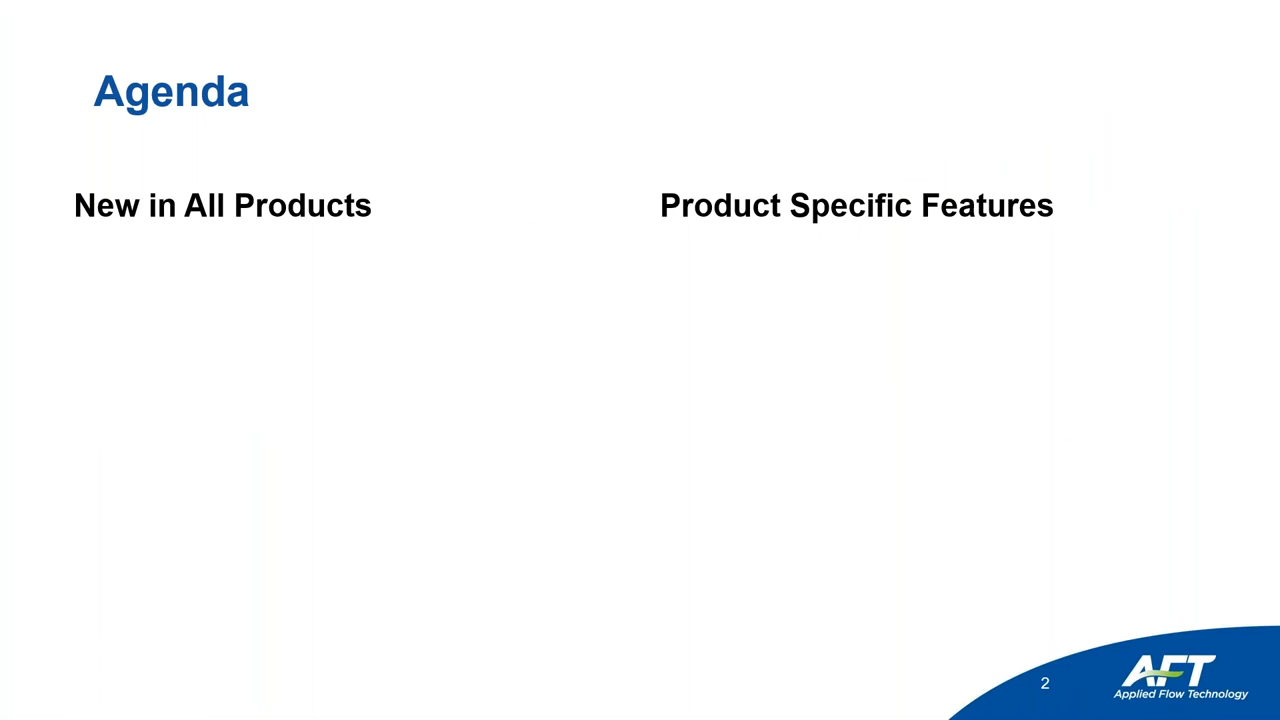 Agenda
New in All Products
Product Specific Features
2
AFT
Applied Flow Technology